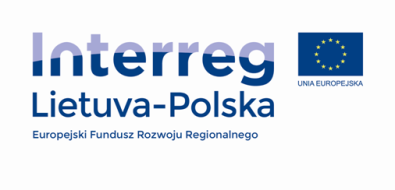 Interreg
UNIA EUROPEJSKA
Lietuva-Polska
Europejski Fundusz Rozwoju Regionalnego